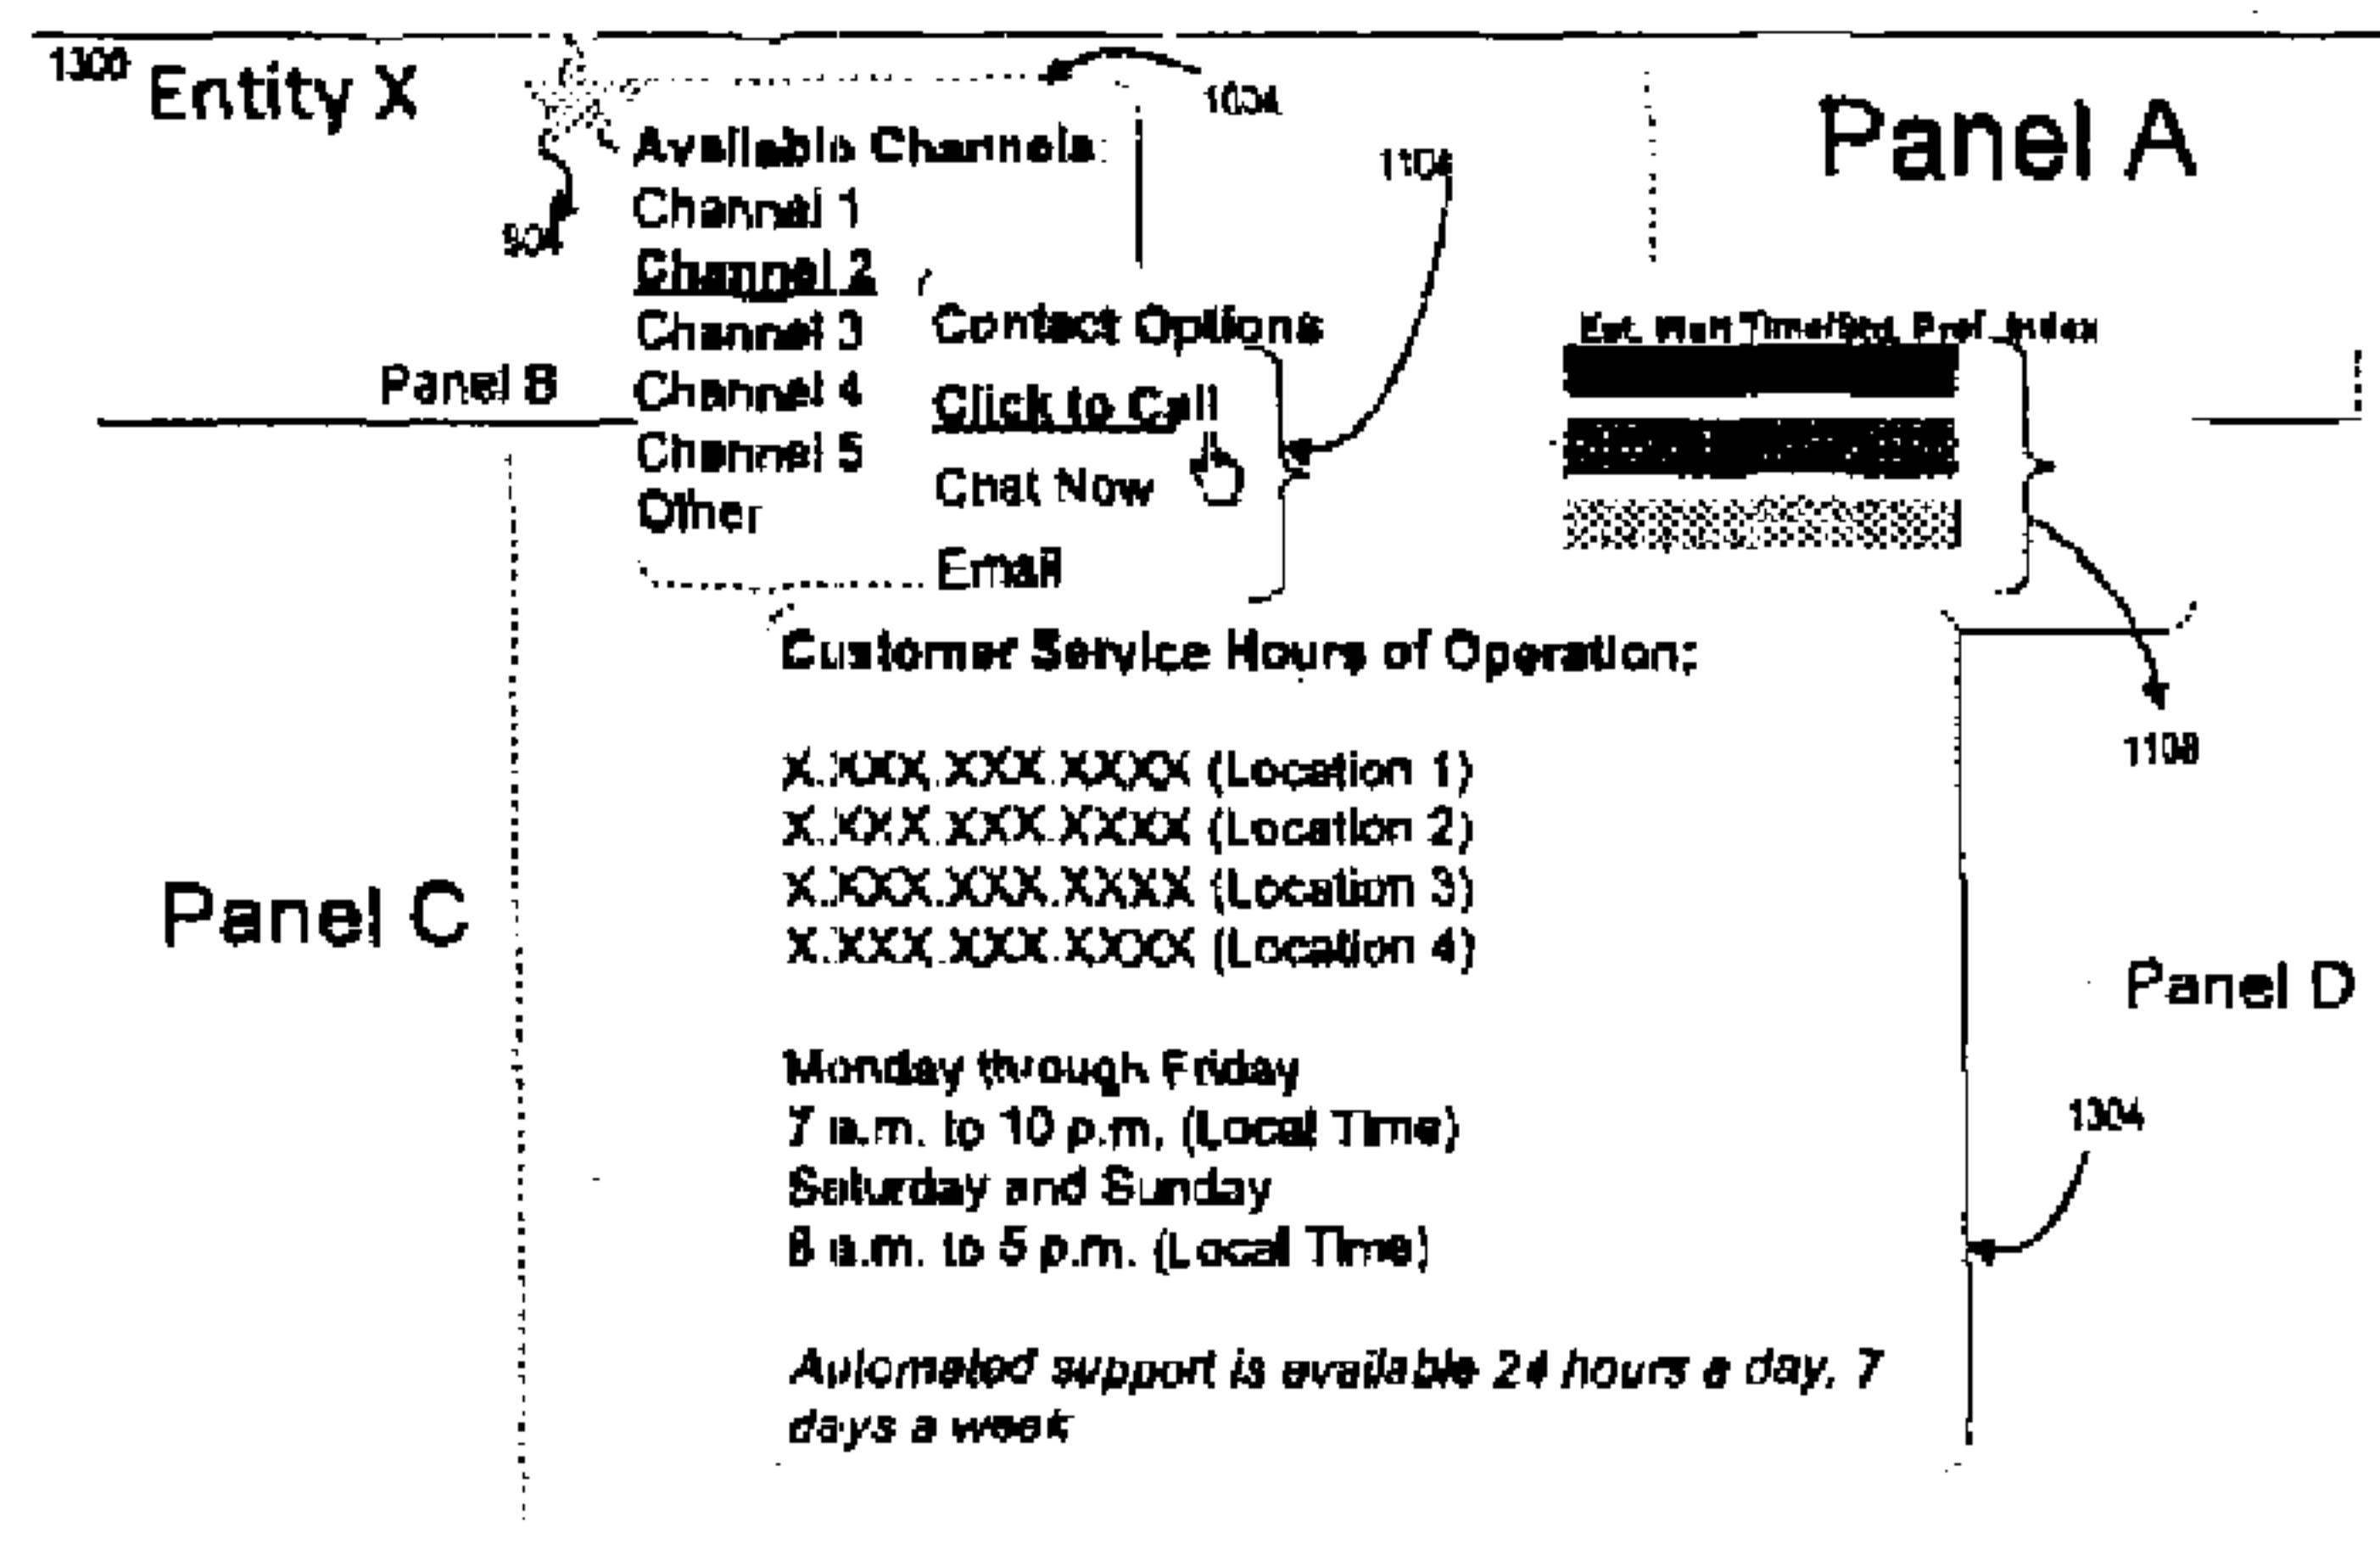 1300
Entity X
1004
Panel A
Available Channels:
1104
Channel 1
904
Channel 2
Contact Options
Channel 3
Panel B
Channel 4
Click to Call
Channel 5
Chat Now
Other
Email
Customer Service Hours of Operation:
1108
X.XXX.XXX.XXXX (Location 1)
X.XXX.XXX.XXXX (Location 2)
X.XXX.XXX.XXXX (Location 3)
X.XXX.XXX.XXXX (Location 4)
Panel C
Panel D
Monday through Friday
7 a.m. to 10 p.m. (Local Time)
1304
Saturday and Sunday
8 a.m. to 5 p.m. (Local Time)
Automated support is available 24 hours a day, 7
days a week